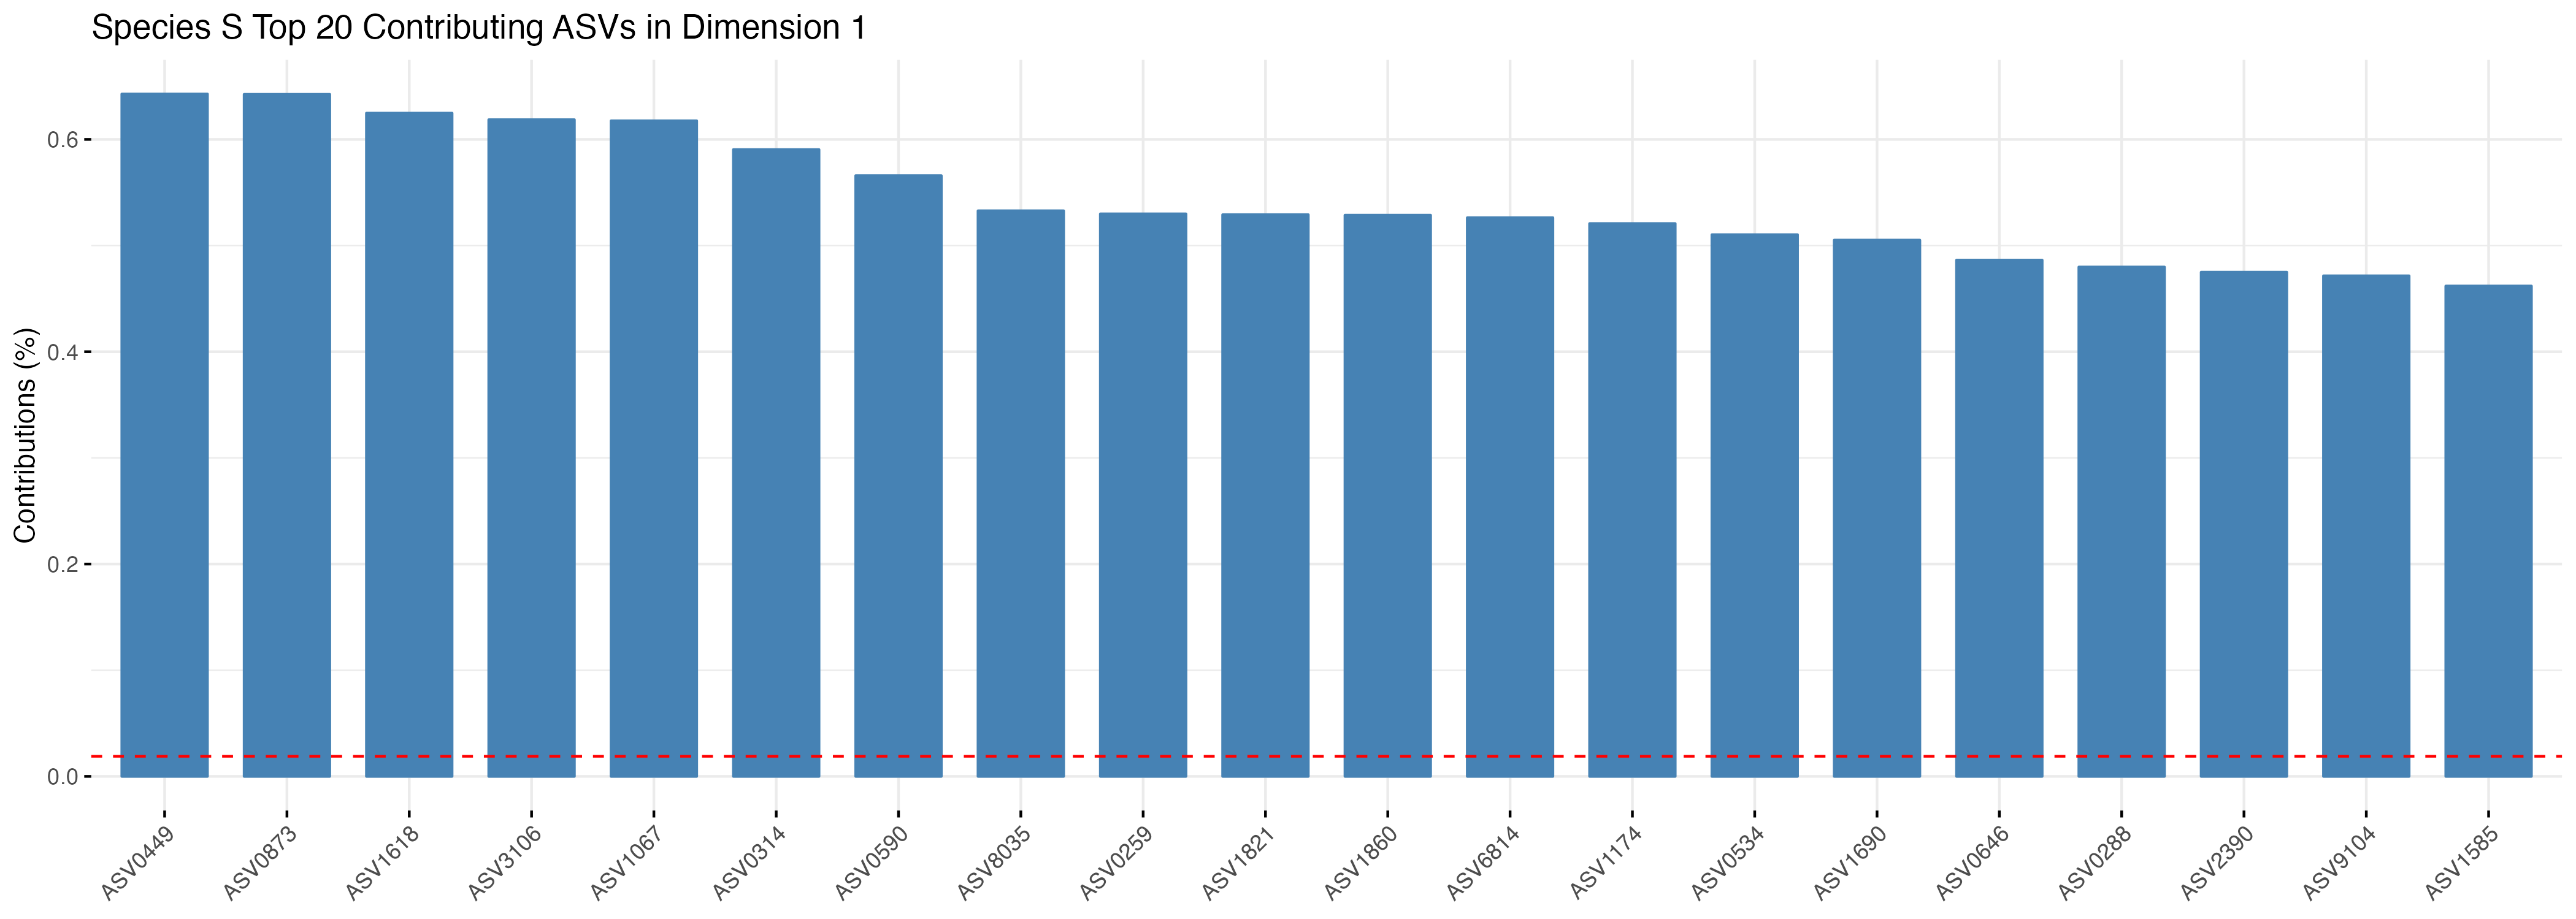 Species S Top 20 Contributing ASVs in Dimension 1
Contributions (%)
0.6
0.4
0.2
0.0
ASV0449
ASV0873
ASV1618
ASV3106
ASV1067
ASV0314
ASV0590
ASV8035
ASV0259
ASV1821
ASV1860
ASV6814
ASV1174
ASV0534
ASV1690
ASV0646
ASV0288
ASV2390
ASV9104
ASV1585